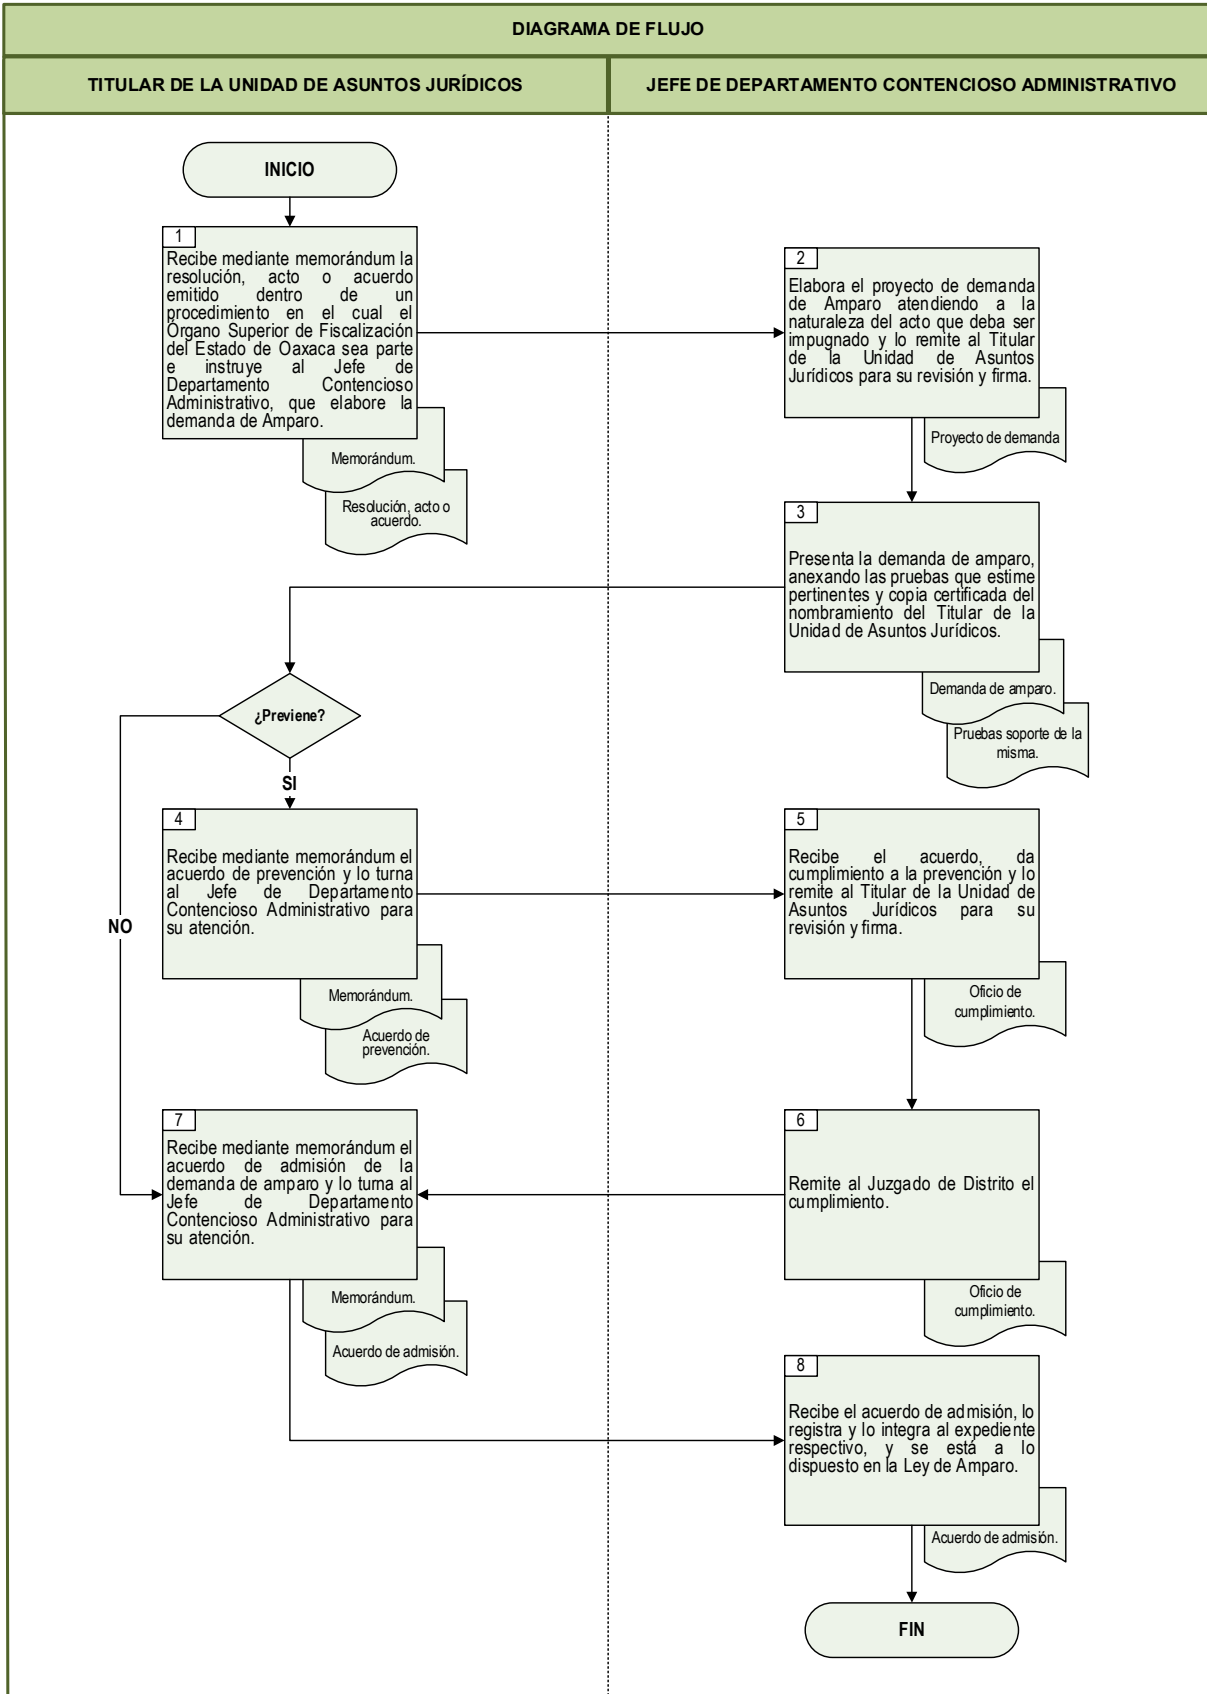 DIAGRAMA DE FLUJO
TITULAR DE LA UNIDAD DE ASUNTOS JURÍDICOS
JEFE DE DEPARTAMENTO CONTENCIOSO ADMINISTRATIVO
INICIO
1
Recibe mediante memorándum la
resolución, acto o acuerdo
emitido dentro de un
procedimiento en el cual el
Órgano Superior de Fiscalización
del Estado de Oaxaca sea parte
e instruye al Jefe de
Departamento Contencioso
Administrativo, que elabore la
demanda de Amparo.
Memorándum.
Resolución, acto o
acuerdo.
2
Elabora el proyecto de demanda
de Amparo atendiendo a la
naturaleza del acto que deba ser
impugnado y lo remite al Titular
de la Unidad de Asuntos
Jurídicos para su revisión y firma.
Proyecto de demanda
3
Presenta la demanda de amparo,
anexando las pruebas que estime
pertinentes y copia certificada del
nombramiento del Titular de la
Unidad de Asuntos Jurídicos.
Demanda de amparo.
Pruebas soporte de la
misma.
¿Previene?
SI
NO
4
Recibe mediante memorándum el
acuerdo de prevención y lo turna
al Jefe de Departamento
Contencioso Administrativo para
su atención.
Memorándum.
Acuerdo de
prevención.
5
Recibe el acuerdo, da
cumplimiento a la prevención y lo
remite al Titular de la Unidad de
Asuntos Jurídicos para su
revisión y firma.
Oficio de
cumplimiento.
6
Remite al Juzgado de Distrito el
cumplimiento.
Oficio de
cumplimiento.
7
Recibe mediante memorándum el
acuerdo de admisión de la
demanda de amparo y lo turna al
Jefe de Departamento
Contencioso Administrativo para
su atención.
Memorándum.
Acuerdo de admisión.
8
Recibe el acuerdo de admisión, lo
registra y lo integra al expediente
respectivo, y se está a lo
dispuesto en la Ley de Amparo.
Acuerdo de admisión.
FIN